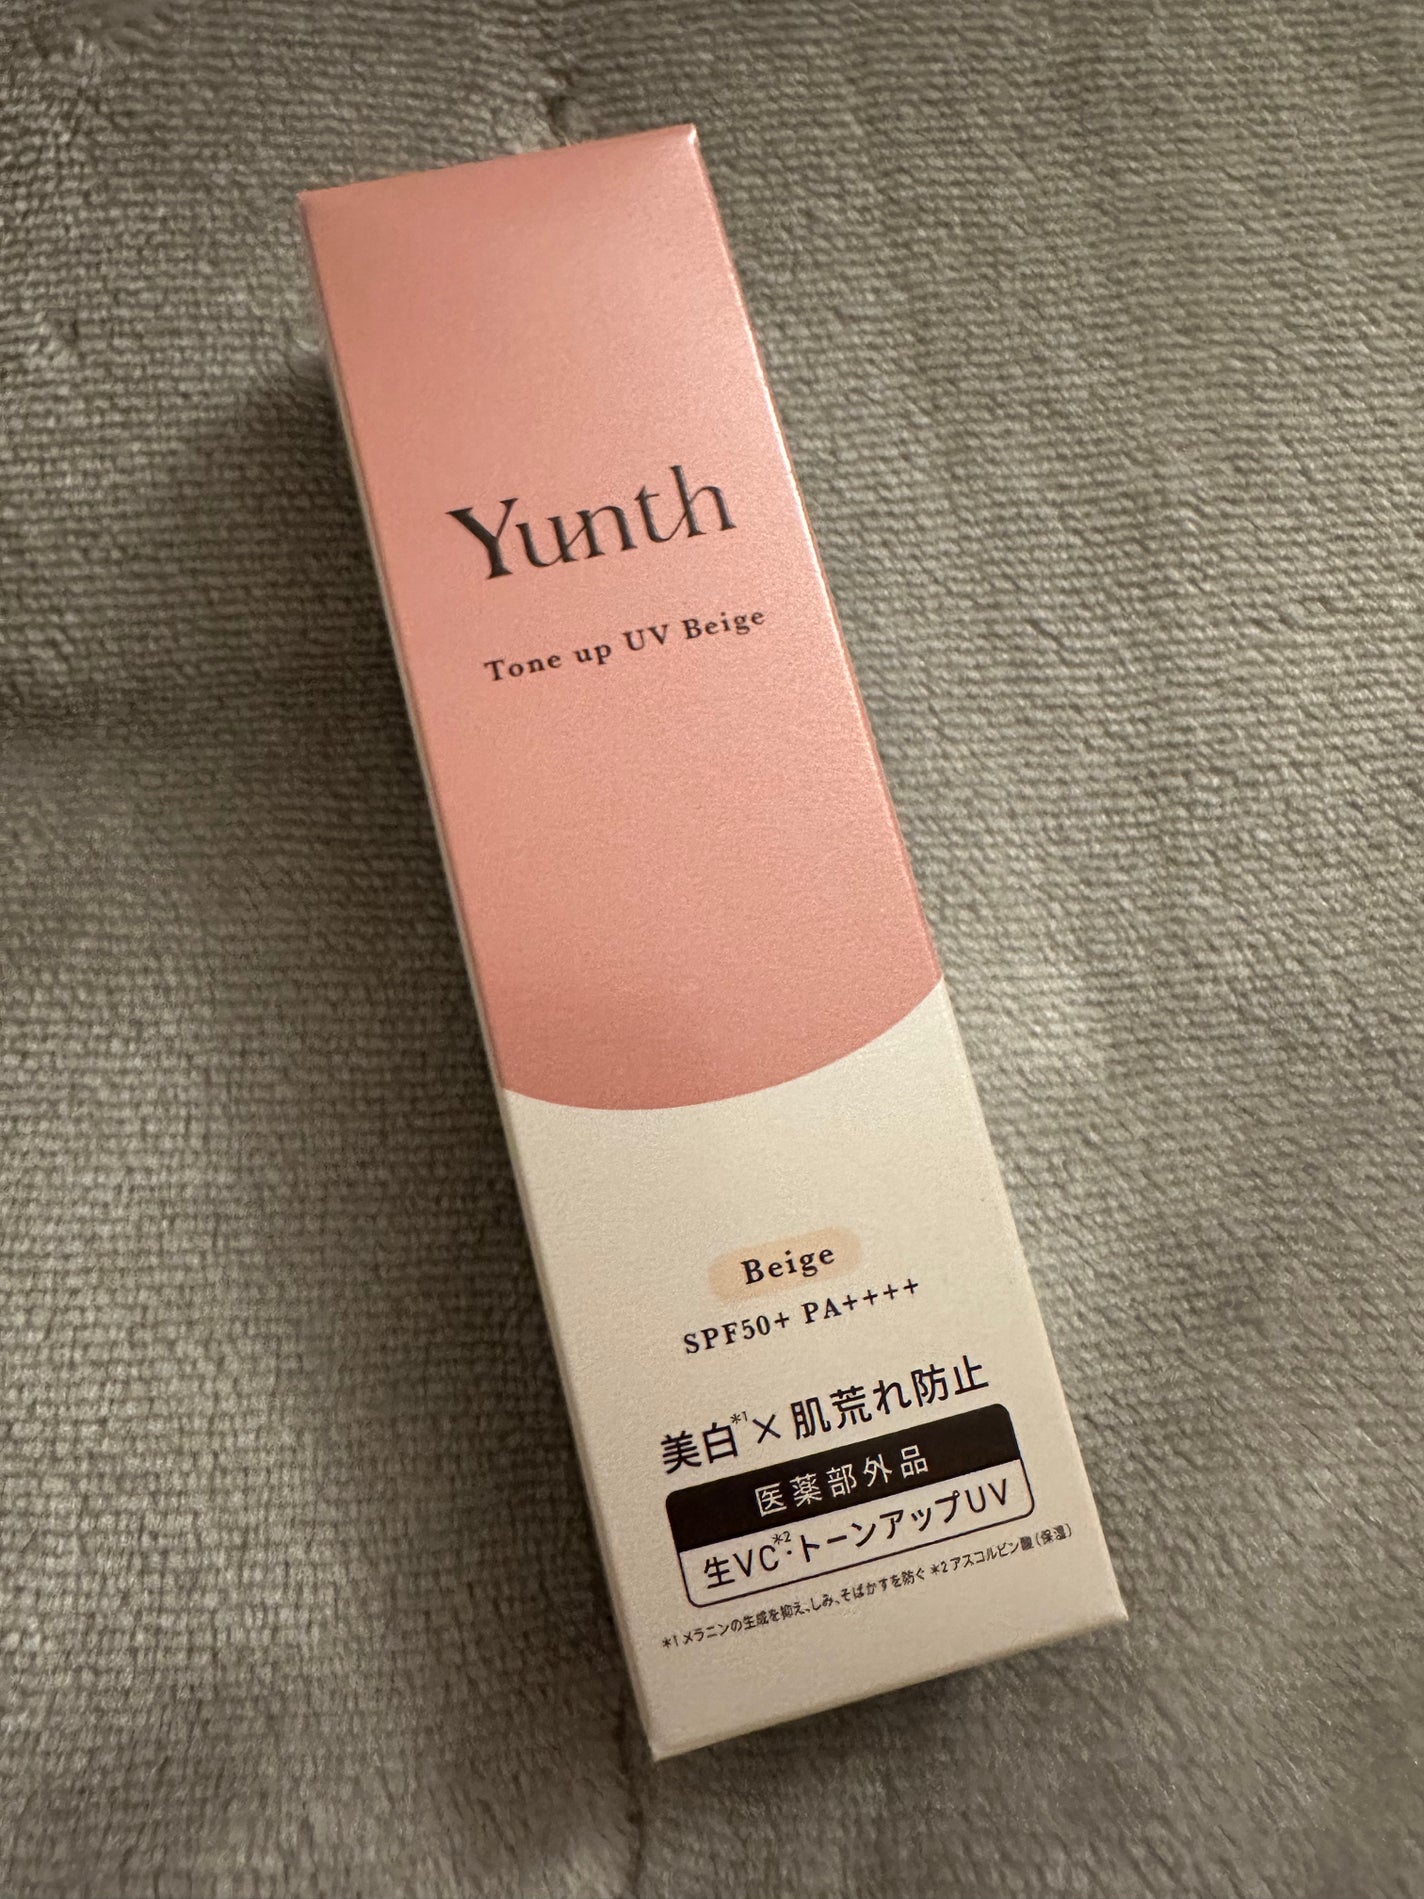 Yunth
Tone up UV Beige
Beige
SPF50+ PA++++
美白*1×肌荒れ防止
医薬部外品
生VC*2・トーンアップUV
*1 メラニンの生成を抑え、しみ、そばかすを防ぐ *2 アスコルビン酸(保湿)